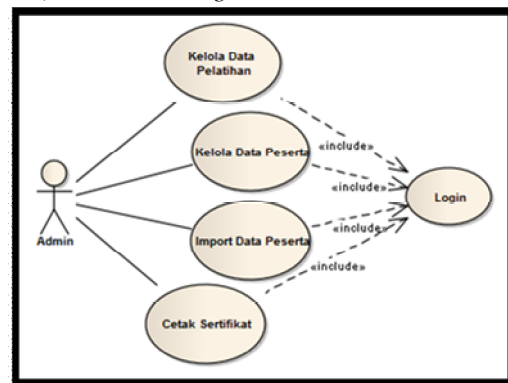 Kelola Data
Pelatihan
«include»
Kelola Data Peserta
«include»
Login
Admin
Import Data Peserta
«include»
«include»
Cetak Sertifikat